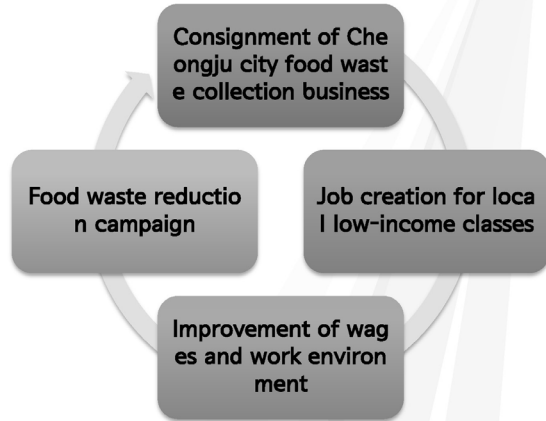 Consignment of Che
ongju city food wast
e collection business
Food waste reductio
n campaign
Job creation for loca
l low-income classes
Improvement of wag
es and work environ
ment